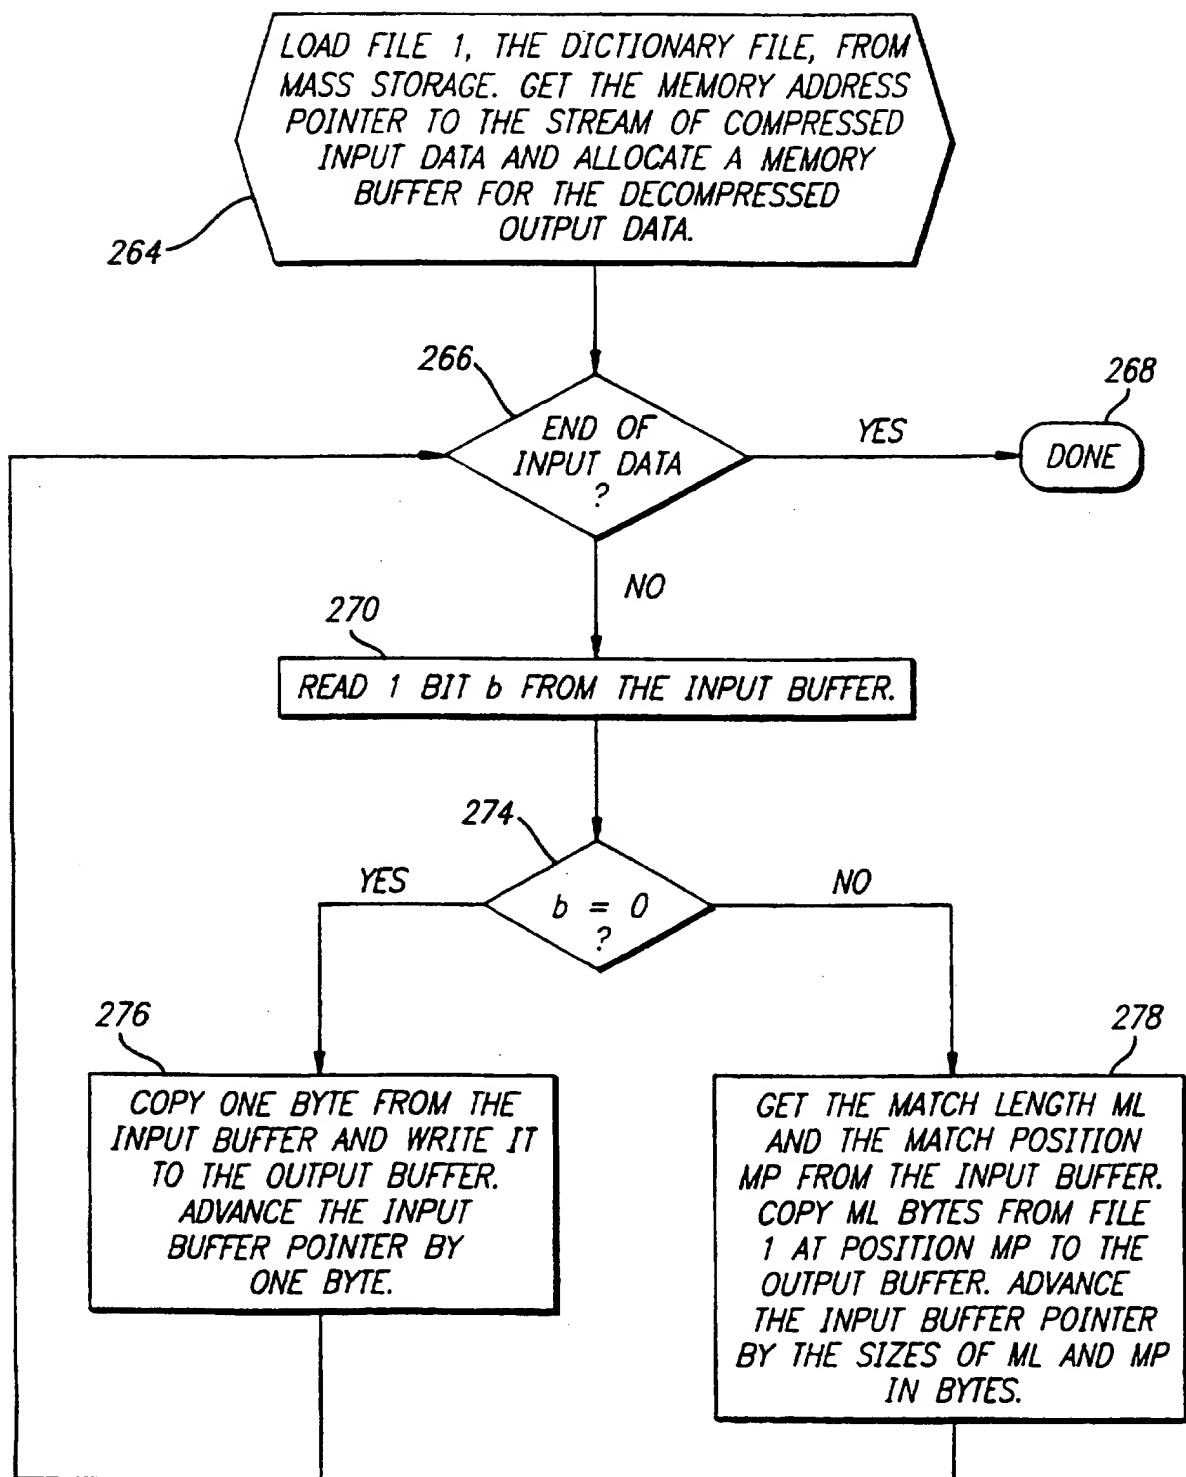 LOAD FILE 1, THE DICTIONARY FILE, FROM
MASS STORAGE. GET THE MEMORY ADDRESS
POINTER TO THE STREAM OF COMPRESSED
INPUT DATA AND ALLOCATE A MEMORY
BUFFER FOR THE DECOMPRESSED
OUTPUT DATA.
264
266
END OF
INPUT DATA
?
YES
268
DONE
NO
270
READ 1 BIT b FROM THE INPUT BUFFER.
274
b = 0
?
YES
NO
276
COPY ONE BYTE FROM THE
INPUT BUFFER AND WRITE IT
TO THE OUTPUT BUFFER.
ADVANCE THE INPUT
BUFFER POINTER BY
ONE BYTE.
278
GET THE MATCH LENGTH ML
AND THE MATCH POSITION
MP FROM THE INPUT BUFFER.
COPY ML BYTES FROM FILE
1 AT POSITION MP TO THE
OUTPUT BUFFER. ADVANCE
THE INPUT BUFFER POINTER
BY THE SIZES OF ML AND MP
IN BYTES.